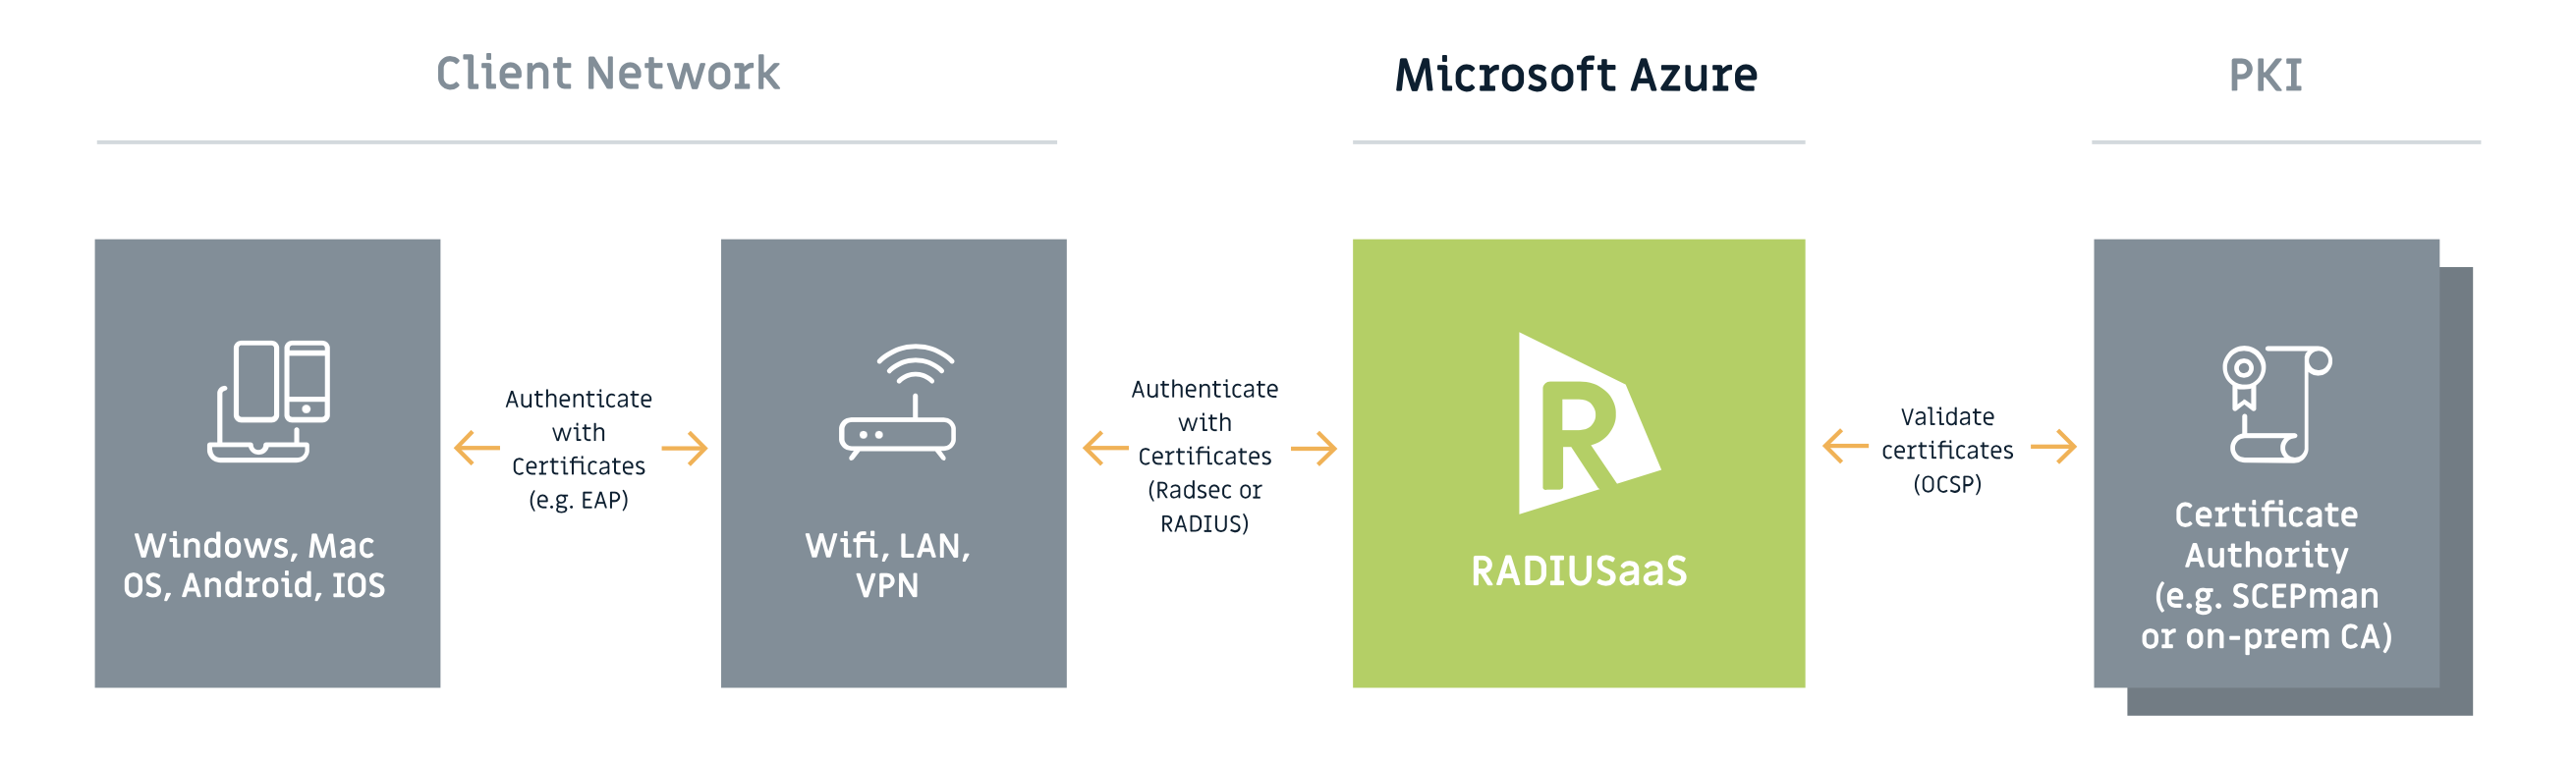 Client Network
Microsoft Azure
PKI
Windows, Mac
OS, Android, IOS
Authenticate
with
Certificates
(e.g. EAP)
Wifi, LAN,
VPN
Authenticate
with
Certificates
(Radsec or
RADIUS)
R
RADIUSaaS
Validate
certificates
(OCSP)
Certificate
Authority
(e.g. SCEPman
or on-prem CA)